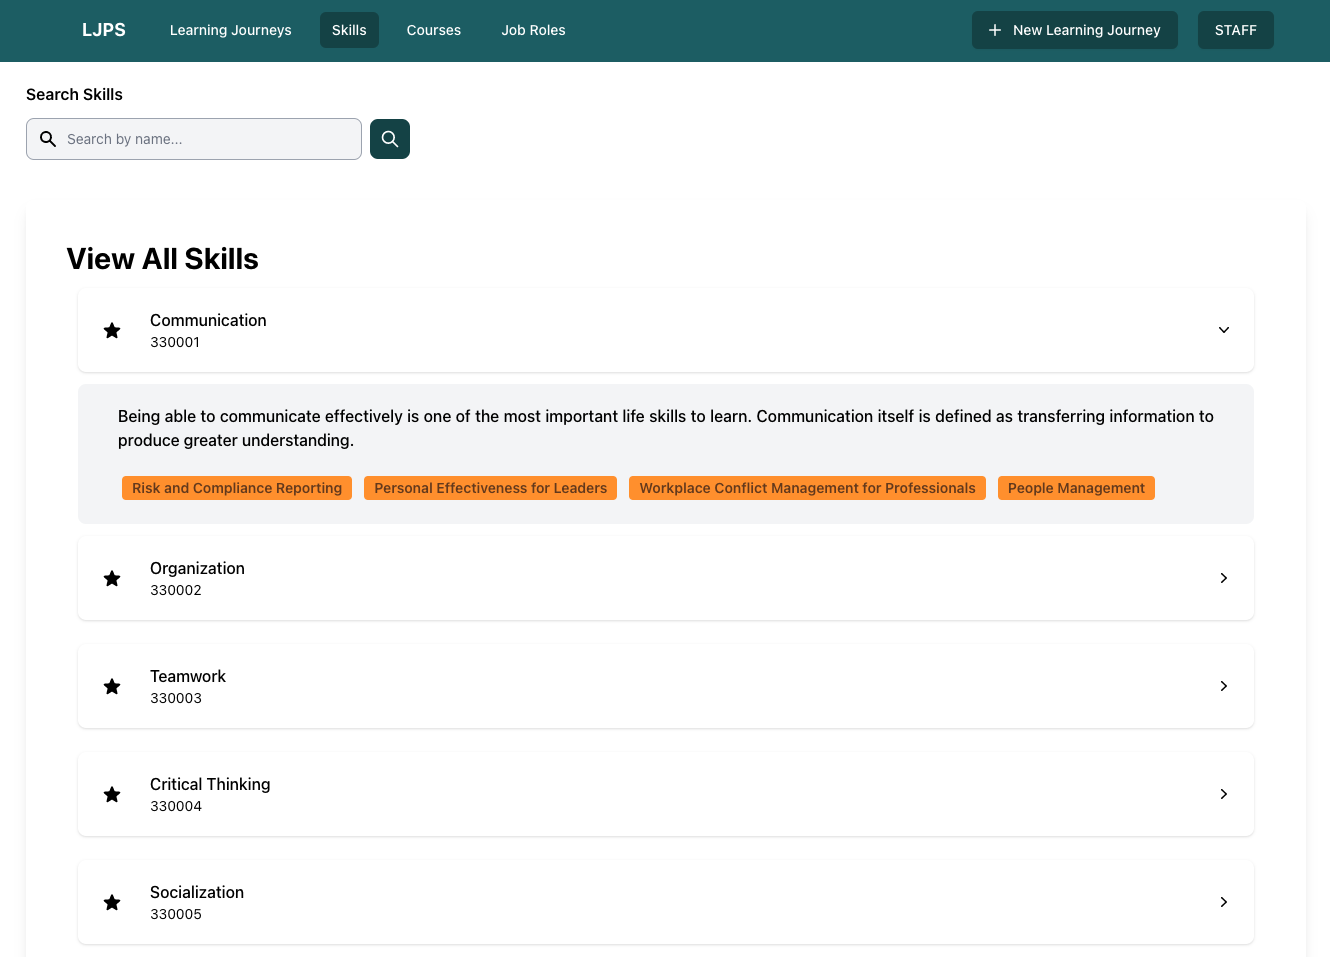 LJPS Learning Journeys Skills Courses Job Roles New Learning Journey STAFF
Search Skills
Search by name...
View All Skills
Communication
330001
Being able to communicate effectively is one of the most important life skills to learn. Communication itself is defined as transferring information to
produce greater understanding.
Risk and Compliance Reporting Personal Effectiveness for Leaders Workplace Conflict Management for Professionals People Management
Organization
330002
Teamwork
330003
Critical Thinking
330004
Socialization
330005